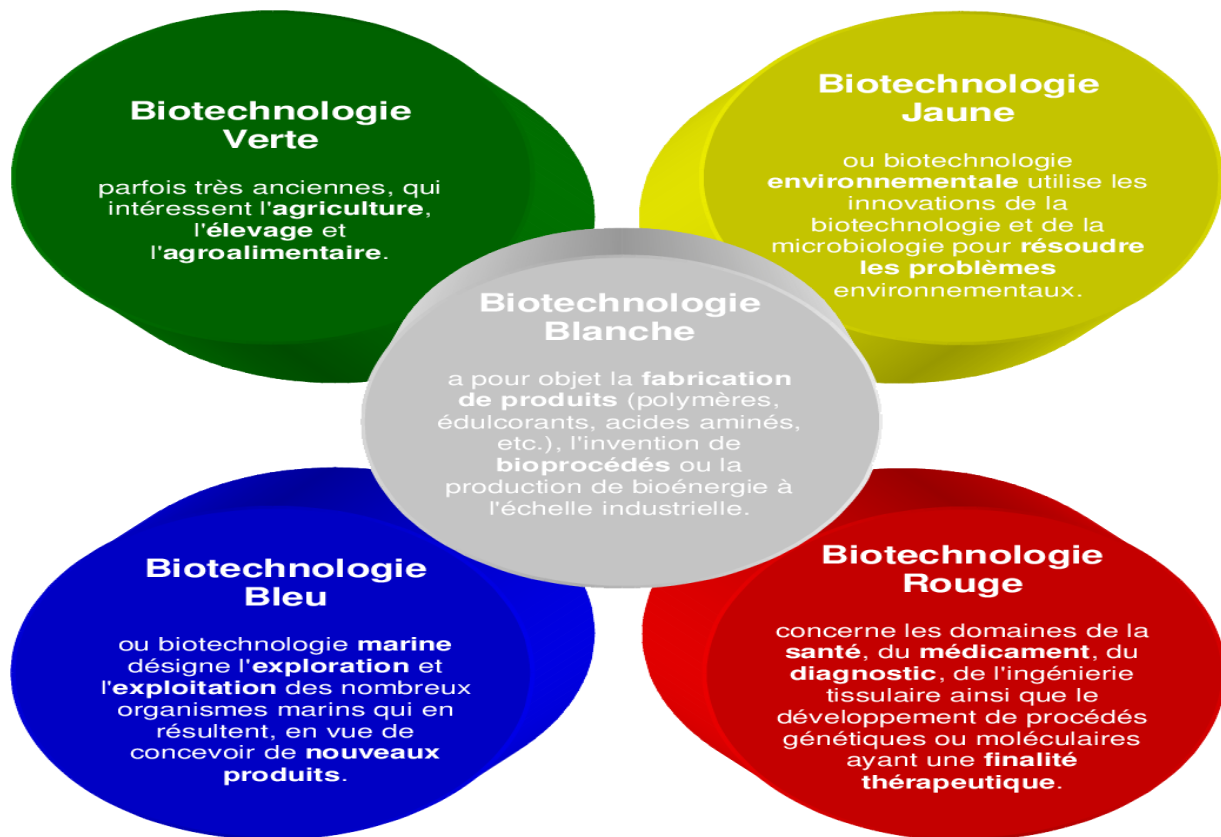 Biotechnologie
Verte
parfois très anciennes, qui
intéressent l'agriculture,
l'élevage et
l'agroalimentaire.
Biotechnologie
Jaune
ou biotechnologie
environnementale utilise les
innovations de la
biotechnologie et de la
microbiologie pour résoudre
les problèmes
environnementaux.
Biotechnologie
Blanche
a pour objet la fabrication
de produits (polymères,
édulcorants, acides aminés,
etc.), l'invention de
bioprocédés ou la
production de bioénergie à
l'échelle industrielle.
Biotechnologie
Bleu
ou biotechnologie marine
désigne l'exploration et
l'exploitation des nombreux
organismes marins qui en
résultent, en vue de
concevoir de nouveaux
produits.
Biotechnologie
Rouge
concerne les domaines de la
santé, du médicament, du
diagnostic, de l'ingénierie
tissulaire ainsi que le
développement de procédés
génétiques ou moléculaires
ayant une finalité
thérapeutique.